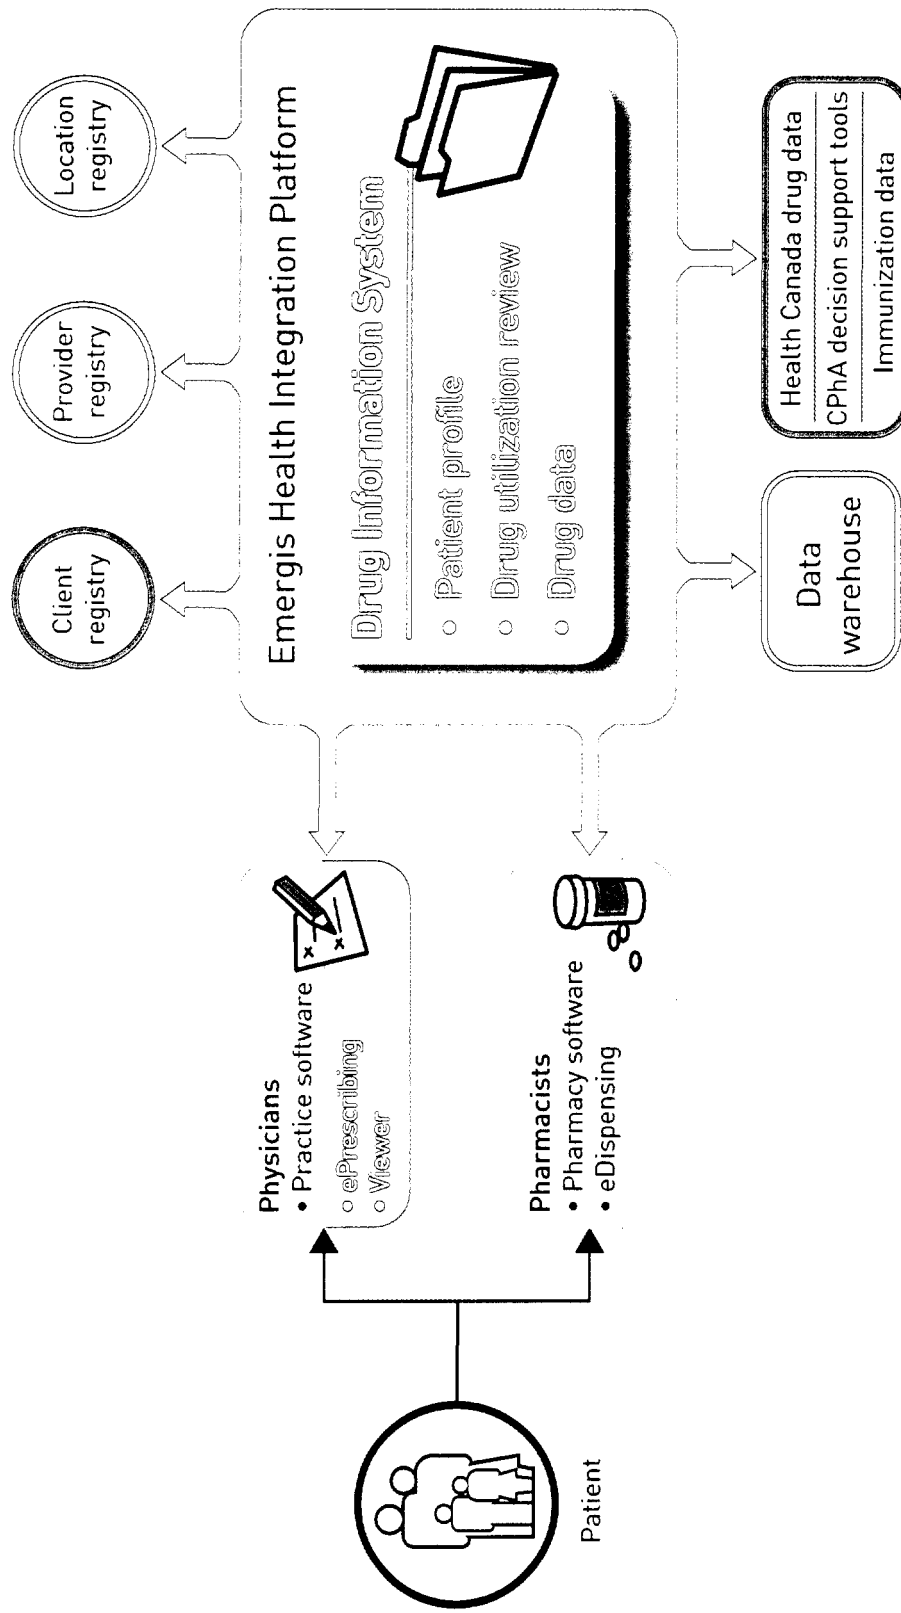 Client
registry
Provider
registry
Location
registry
Emergis Health Integration Platform
Drug Information System
○ Patient profile
○ Drug utilization review
○ Drug data
Physicians
• Practice software
○ ePrescribing
○ Viewer
Pharmacists
• Pharmacy software
• eDispensing
Patient
Data
warehouse
Health Canada drug data
CPhA decision support tools
Immunization data